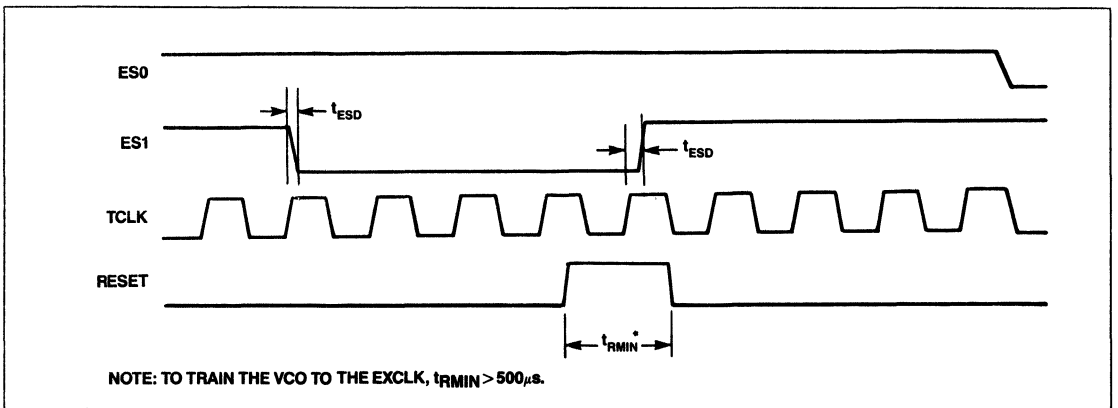 ES0
tESD
ES1
tESD
TCLK
RESET
tRMIN*
NOTE: TO TRAIN THE VCO TO THE EXCLK, tRMIN > 500μs.